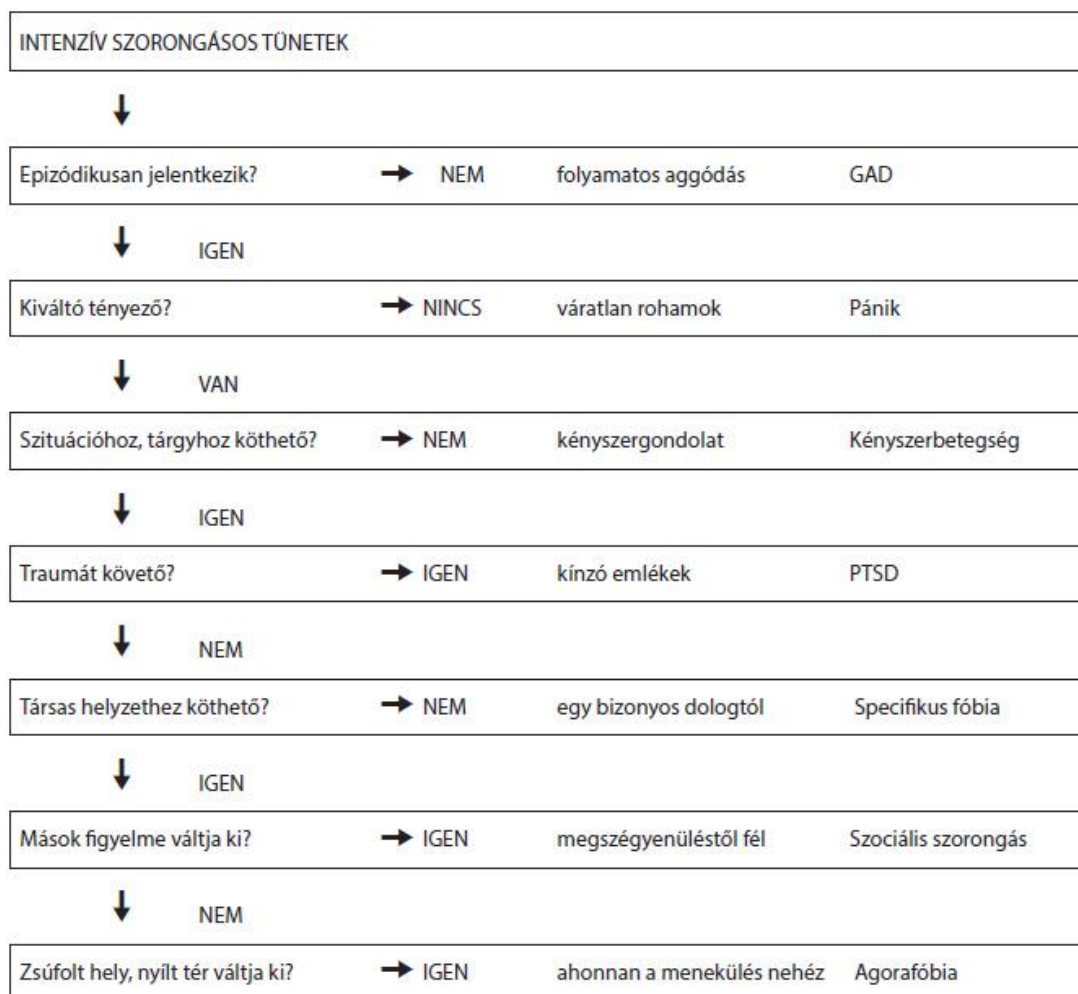 INTENZÍV SZORONGÁSOS TÜNETEK
Epizódikusan jelentkezik? NEM folyamatos aggódás GAD
IGEN
Kiváltó tényező? NINCS váratlan rohamok Pánik
VAN
Szituációhoz, tárgyhoz köthető? NEM kényszergondolat Kényszerbetegség
IGEN
Traumát követő? IGEN kínzó emlékek PTSD
NEM
Társas helyzethez köthető? NEM egy bizonyos dologtól Specifikus fóbia
IGEN
Mások figyelme váltja ki? IGEN megszégyenüléstől fél Szociális szorongás
NEM
Zsúfolt hely, nyílt tér váltja ki? IGEN ahonnan a menekülés nehéz Agorafóbia